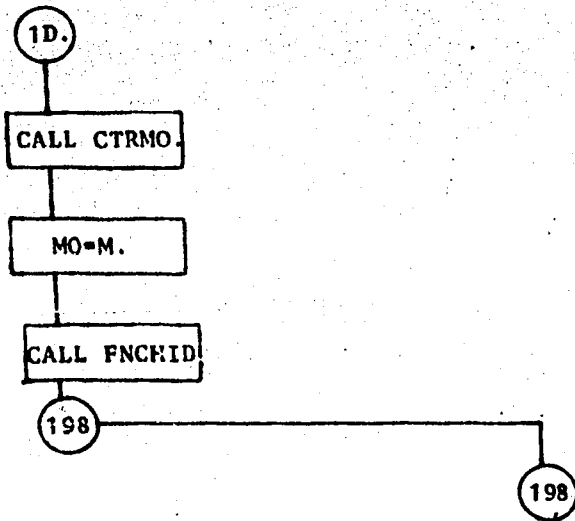 1D.
CALL CTRMO.
MO=M.
CALL FNCHID
198
198